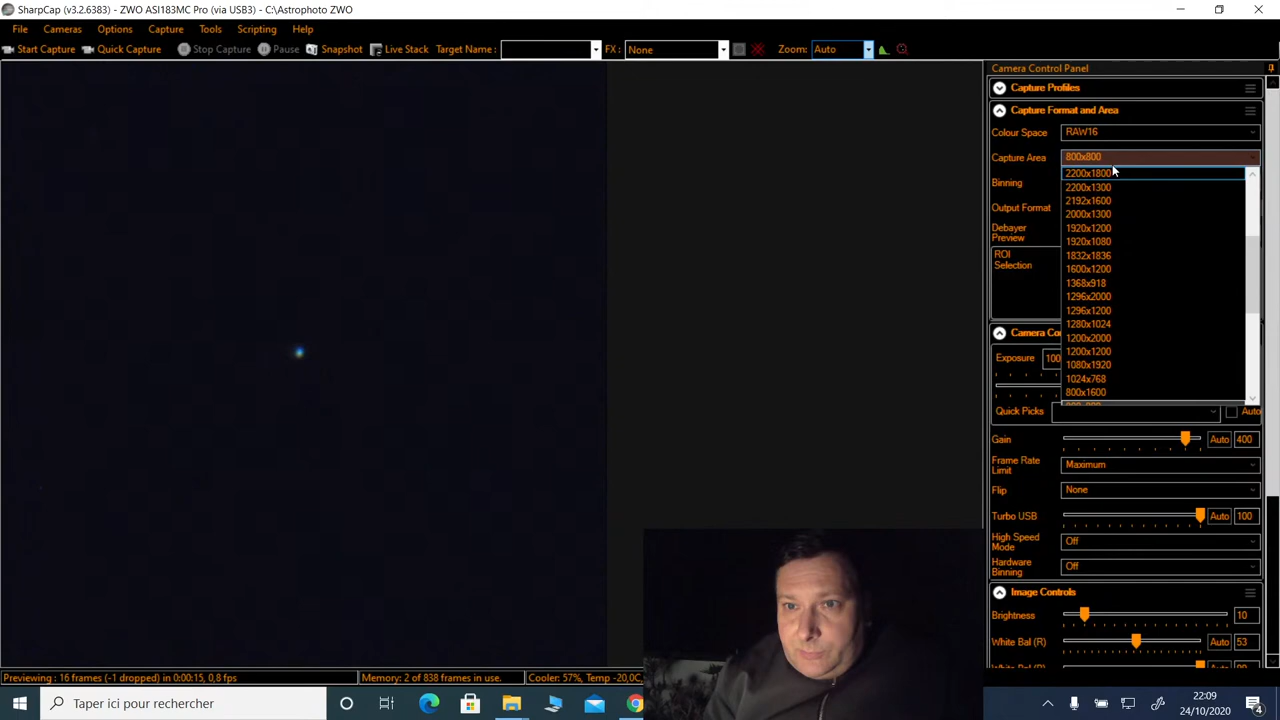 SharpCap (v3.2.6383) - ZWO ASI183MC Pro (via USB3) - C:\Astrophoto ZWO
File Cameras Options Capture Tools Scripting Help
Start Capture Quick Capture Stop Capture Pause Snapshot Live Stack Target Name: FX: None Zoom: Auto
Camera Control Panel
Capture Profiles
Capture Format and Area
Colour Space RAW16
Capture Area 800x800
2200x1800
Binning
2200x1300
2192x1600
Output Format
2000x1300
Debayer Preview
1920x1200
1920x1080
ROI Selection
1832x1836
1600x1200
1368x918
1296x2000
1296x1200
1280x1024
1200x2000
1200x1200
1080x1920
1024x768
800x1600
Exposure 100
Quick Picks Auto
Gain Auto 400
Frame Rate Limit Maximum
Flip None
Turbo USB Auto 100
High Speed Mode Off
Hardware Binning Off
Image Controls
Brightness 10
White Bal (R) Auto 53
Previewing : 16 frames (-1 dropped) in 0:00:15, 0,8 fps Memory: 2 of 838 frames in use. Cooler: 57%, Temp -20,0C,
Taper ici pour rechercher
22:09
24/10/2020
4